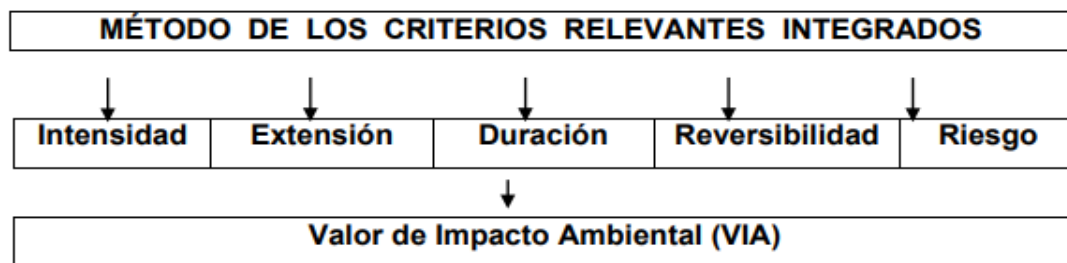 MÉTODO DE LOS CRITERIOS RELEVANTES INTEGRADOS
Intensidad Extensión Duración Reversibilidad Riesgo
Valor de Impacto Ambiental (VIA)